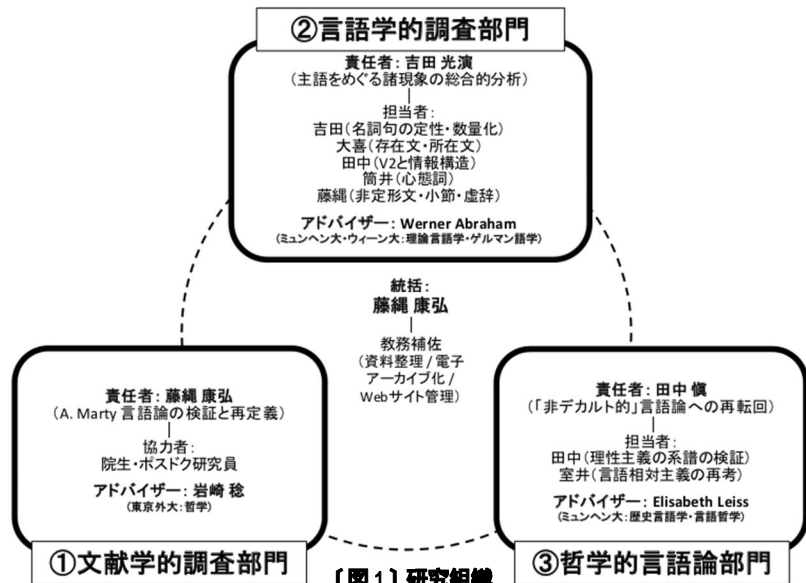 ②言語学的調査部門
責任者：吉田 光演
（主語をめぐる諸現象の総合的分析）
担当者：
吉田（名詞句の定性・数量化）
大喜（存在文・所在文）
田中（V2と情報構造）
筒井（心態詞）
藤縄（非定形文・小節・虚辞）
アドバイザー： Werner Abraham
（ミュンヘン大・ウィーン大：理論言語学・ゲルマン語学）
統括：
藤縄 康弘
教務補佐
（資料整理 / 電子
アーカイブ化 /
Webサイト管理）
責任者：藤縄 康弘
（A. Marty 言語論の検証と再定義）
協力者：
院生・ポスドク研究員
アドバイザー：岩崎 稔
（東京外大：哲学）
①文献学的調査部門
責任者：田中 愼
（「非デカルト的」言語論への再転回）
担当者：
田中（理性主義の系譜の検証）
室井（言語相対主義の再考）
アドバイザー： Elisabeth Leiss
（ミュンヘン大：歴史言語学・言語哲学）
③哲学的言語論部門
〔図1〕研究組織